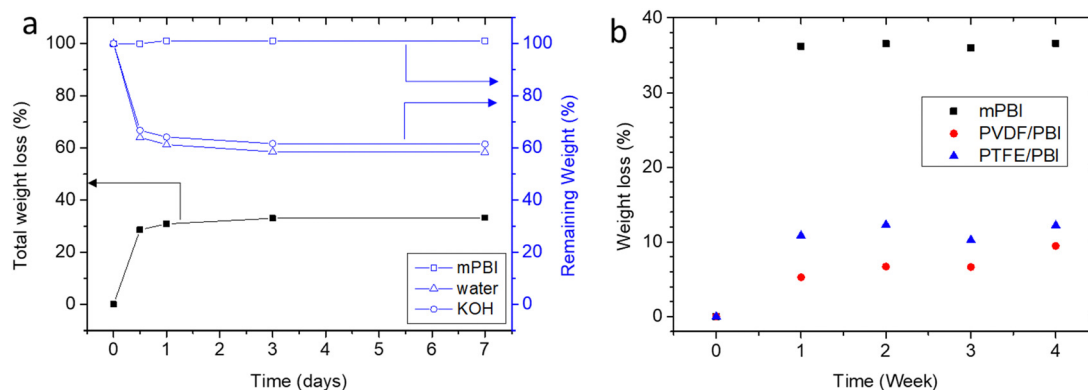 a
Total weight loss (%)
100
80
60
40
20
0
100
80
60
40
20
0
Remaining Weight (%)
mPBI
water
KOH
0 1 2 3 4 5 6 7
Time (days)
b
Weight loss (%)
40
30
20
10
0
mPBI
PVDF/PBI
PTFE/PBI
0 1 2 3 4
Time (Week)